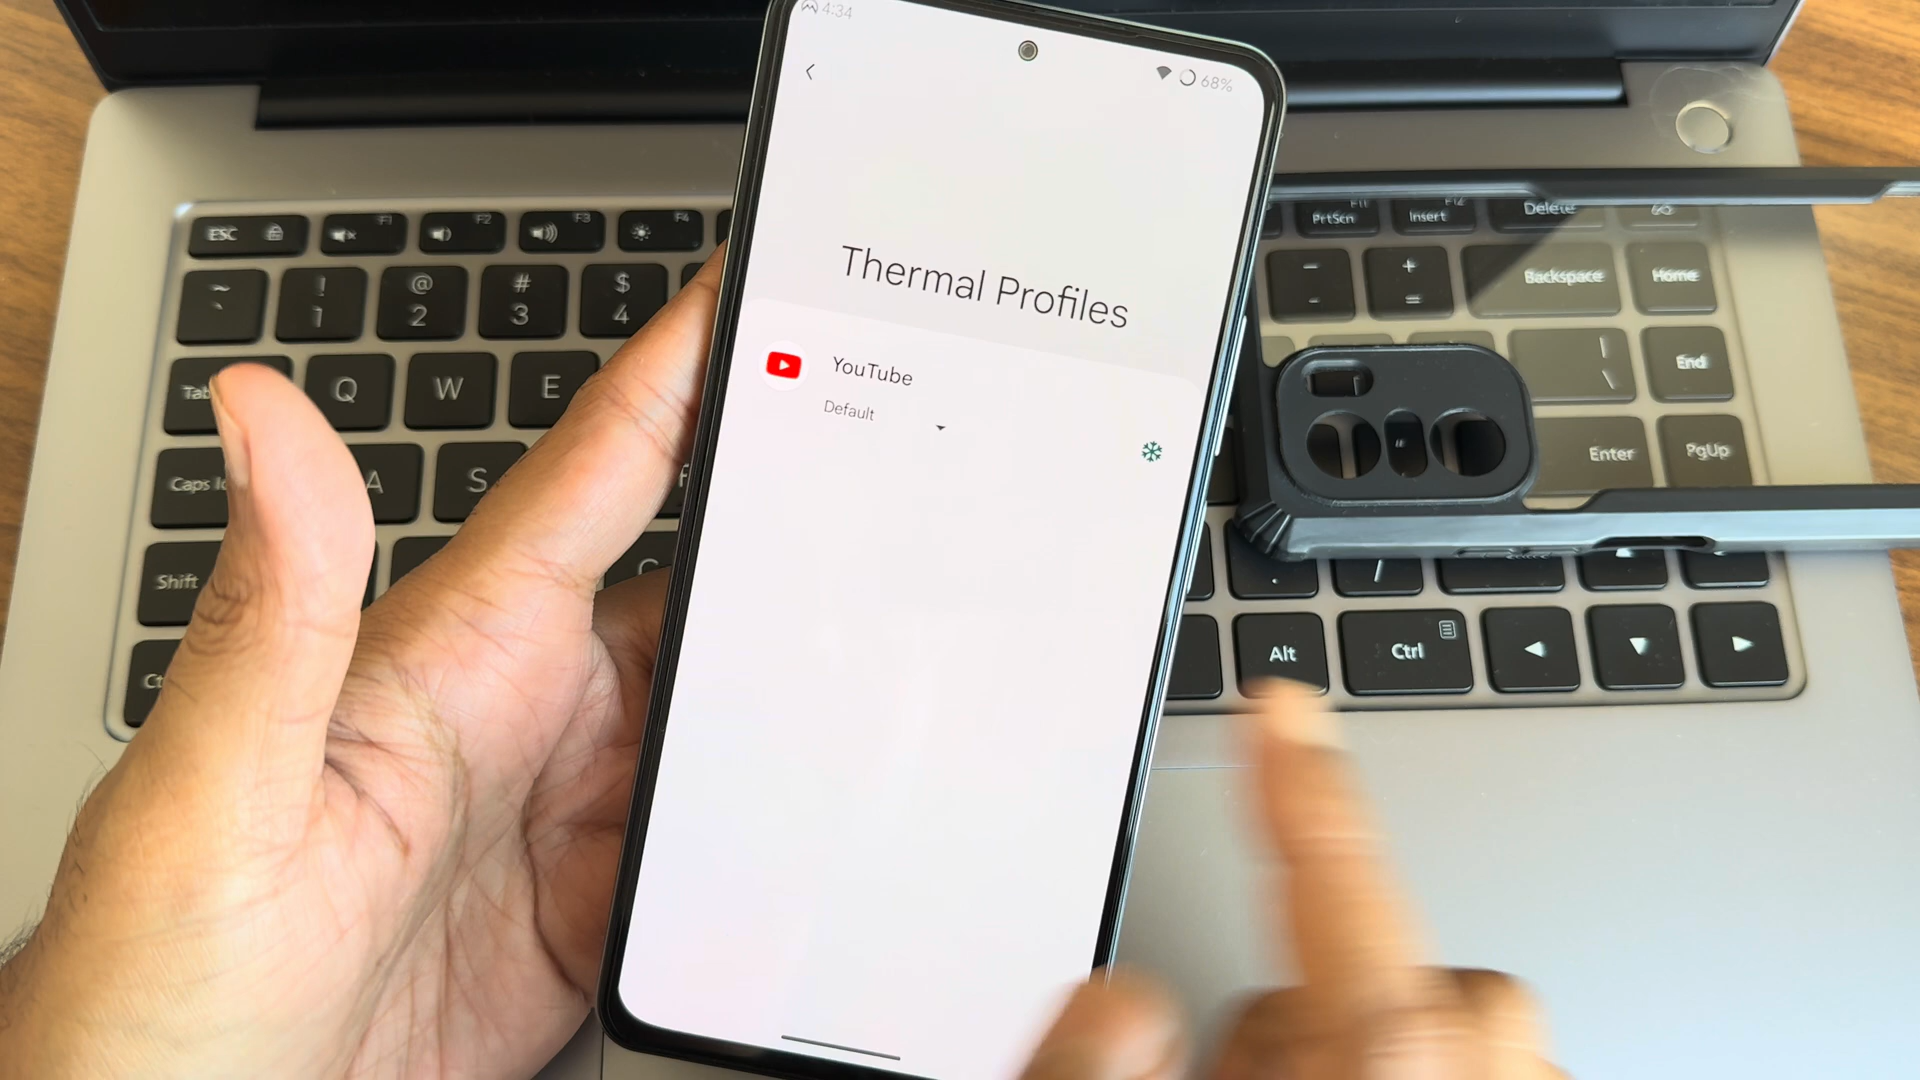 4:34
68%
Thermal Profiles
YouTube
Default
ESC
F1
F2
F3
F4
PrtScn
Insert
Delete
~
`
!
1
@
2
#
3
$
4
-
+
=
Backspace
Home
Tab
Q
W
E
|
\
End
Caps
A
S
Enter
PgUp
Shift
C
.
/
Alt
Ctrl